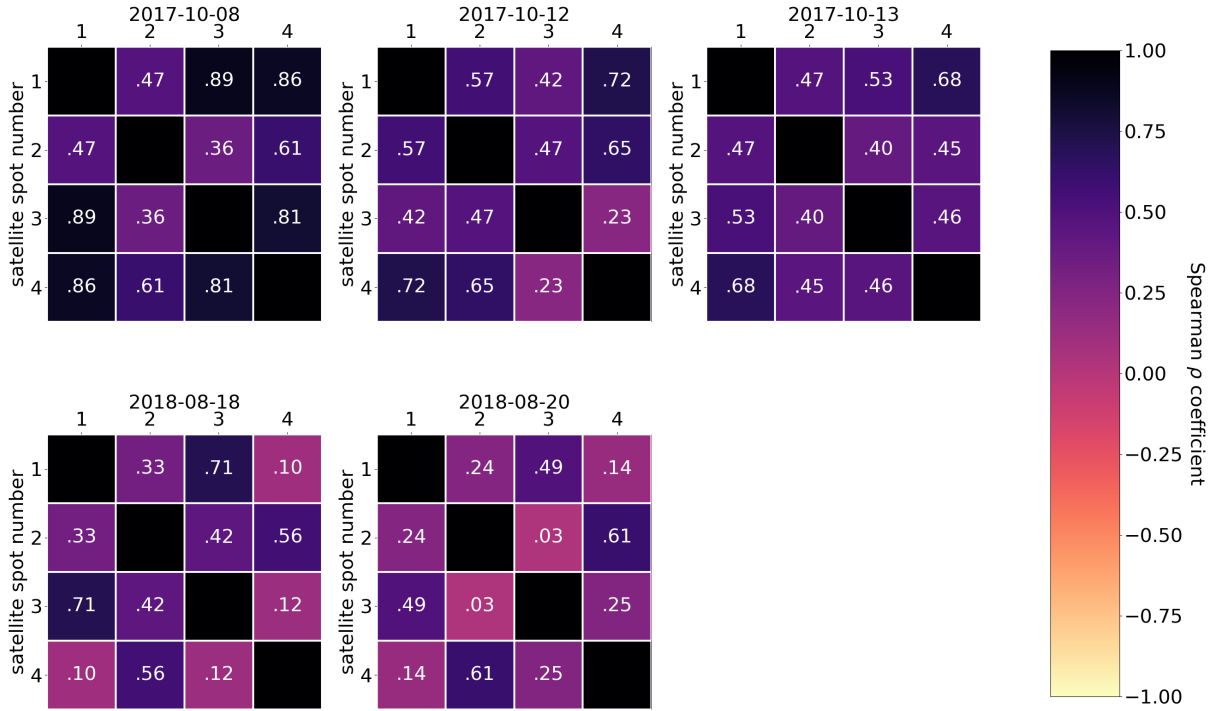 2017-10-08
1 2 3 4
satellite spot number
1 .47 .89 .86
2 .47 .36 .61
3 .89 .36 .81
4 .86 .61 .81
2017-10-12
1 2 3 4
satellite spot number
1 .57 .42 .72
2 .57 .47 .65
3 .42 .47 .23
4 .72 .65 .23
2017-10-13
1 2 3 4
satellite spot number
1 .47 .53 .68
2 .47 .40 .45
3 .53 .40 .46
4 .68 .45 .46
2018-08-18
1 2 3 4
satellite spot number
1 .33 .71 .10
2 .33 .42 .56
3 .71 .42 .12
4 .10 .56 .12
2018-08-20
1 2 3 4
satellite spot number
1 .24 .49 .14
2 .24 .03 .61
3 .49 .03 .25
4 .14 .61 .25
1.00
0.75
0.50
0.25
0.00
−0.25
−0.50
−0.75
−1.00
Spearman ρ coefficient